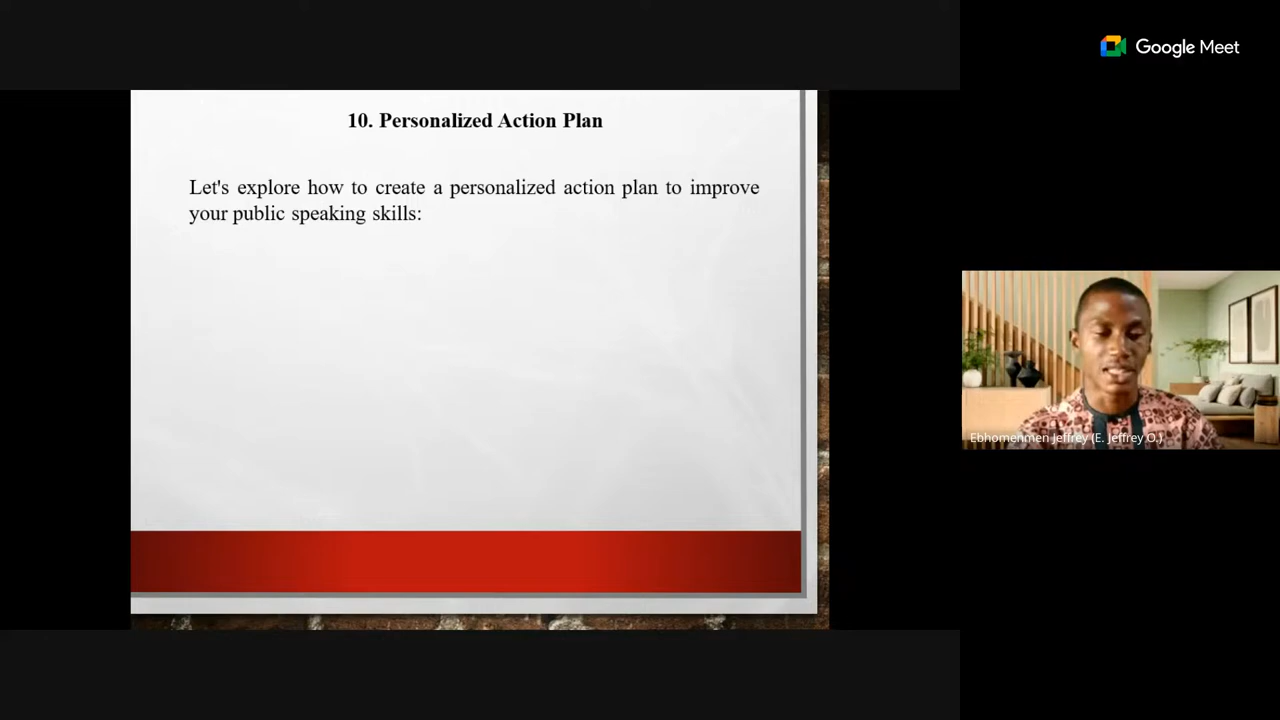 Google Meet
10. Personalized Action Plan
Let's explore how to create a personalized action plan to improve
your public speaking skills:
Ebhomenmen Jeffrey (E. Jeffrey O.)